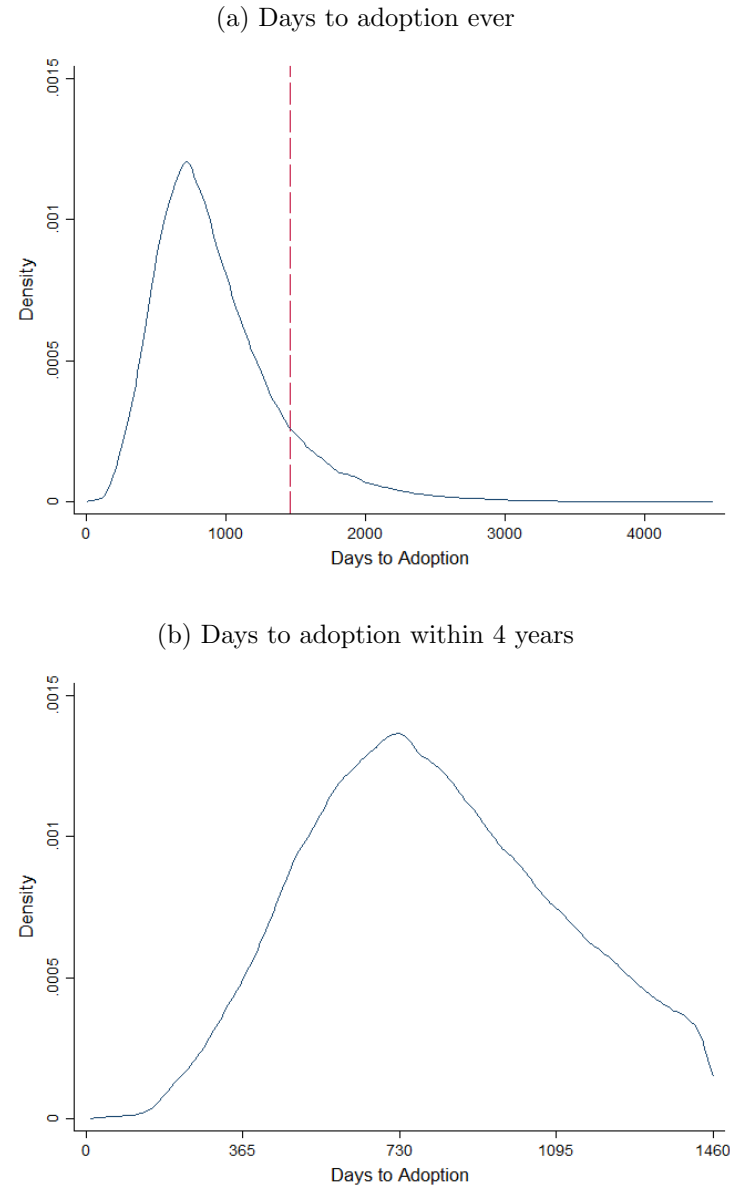 (a) Days to adoption ever
.0015
.001
.0005
0
Density
0 1000 2000 3000 4000
Days to Adoption
(b) Days to adoption within 4 years
.0015
.001
.0005
0
Density
0 365 730 1095 1460
Days to Adoption